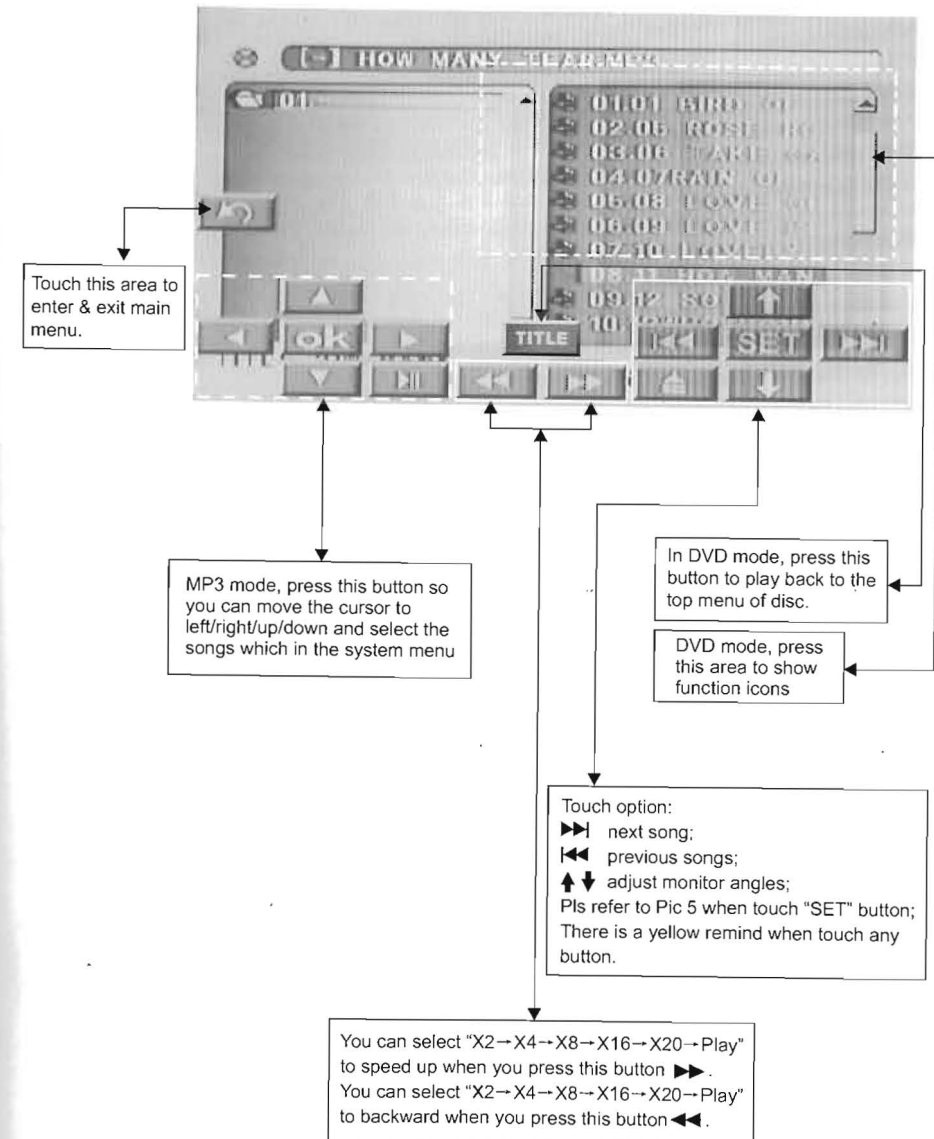 HOW MANY
01
01.01 BIRD
02.05 ROSE
03.06 TAKE
04.07RAIN
05.08 LOVE
06.09 LOVE
07.10 LOVELY
MAN
09.12 SO
10
ok
TITLE
SET
Touch this area to
enter & exit main
menu.
MP3 mode, press this button so
you can move the cursor to
left/right/up/down and select the
songs which in the system menu
In DVD mode, press this
button to play back to the
top menu of disc.
DVD mode, press
this area to show
function icons
Touch option:
▶▶| next song;
|◀◀ previous songs;
↑ ↓ adjust monitor angles;
Pls refer to Pic 5 when touch "SET" button;
There is a yellow remind when touch any
button.
You can select "X2→X4→X8→X16→X20→Play"
to speed up when you press this button ▶▶ .
You can select "X2→X4→X8→X16→X20→Play"
to backward when you press this button ◀◀ .